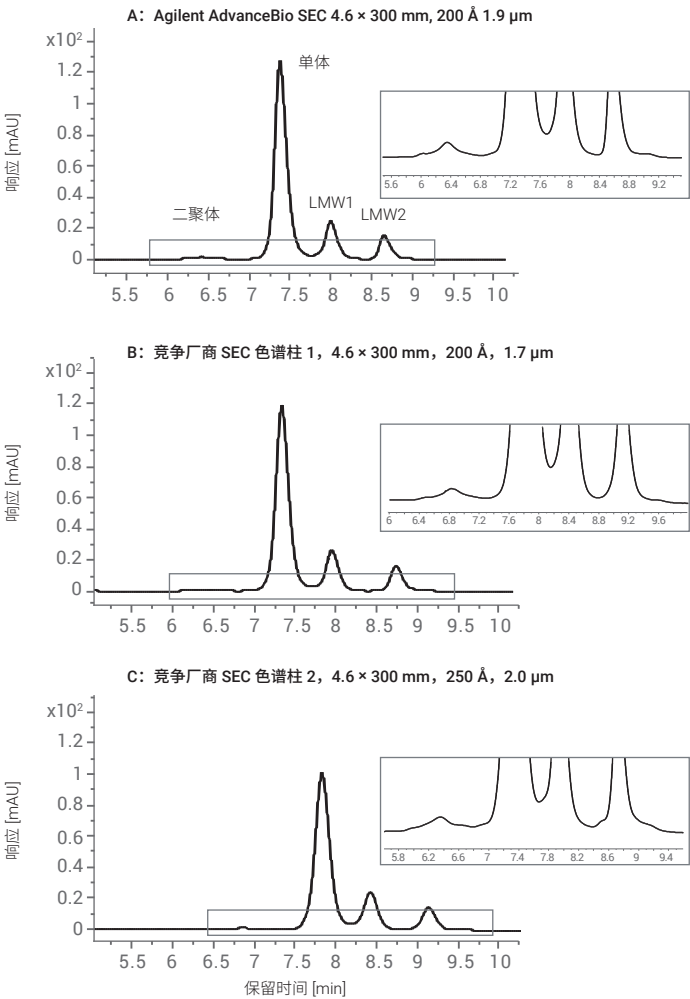 A：Agilent AdvanceBio SEC 4.6 × 300 mm, 200 Å 1.9 μm
x10²
1.2
1
0.8
0.6
0.4
0.2
0
响应 [mAU]
单体
二聚体
LMW1
LMW2
5.6 6 6.4 6.8 7.2 7.6 8 8.4 8.8 9.2
5.5 6 6.5 7 7.5 8 8.5 9 9.5 10
B：竞争厂商 SEC 色谱柱 1，4.6 × 300 mm，200 Å，1.7 μm
x10²
1.2
1
0.8
0.6
0.4
0.2
0
响应 [mAU]
6 6.4 6.8 7.2 7.6 8 8.4 8.8 9.2 9.6
5.5 6 6.5 7 7.5 8 8.5 9 9.5 10
C：竞争厂商 SEC 色谱柱 2，4.6 × 300 mm，250 Å，2.0 μm
x10²
1.2
1
0.8
0.6
0.4
0.2
0
响应 [mAU]
5.8 6.2 6.6 7 7.4 7.8 8.2 8.6 9 9.4
5.5 6 6.5 7 7.5 8 8.5 9 9.5 10
保留时间 [min]